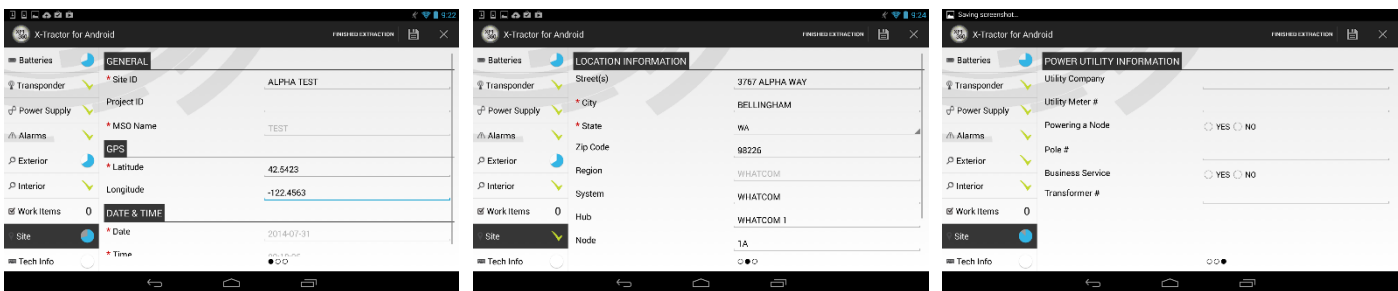 9:22
X-Tractor for Android
FINISHED EXTRACTION
Batteries
Transponder
Power Supply
Alarms
Exterior
Interior
Work Items 0
Site
Tech Info
GENERAL
* Site ID ALPHA TEST
Project ID
* MSO Name TEST
GPS
* Latitude 42.5423
Longitude -122.4563
DATE & TIME
* Date 2014-07-31
* Time
9:24
X-Tractor for Android
FINISHED EXTRACTION
Batteries
Transponder
Power Supply
Alarms
Exterior
Interior
Work Items 0
Site
Tech Info
LOCATION INFORMATION
Street(s) 3767 ALPHA WAY
* City BELLINGHAM
* State WA
Zip Code 98226
Region WHATCOM
System WHATCOM
Hub WHATCOM 1
Node 1A
Saving screenshot...
X-Tractor for Android
FINISHED EXTRACTION
Batteries
Transponder
Power Supply
Alarms
Exterior
Interior
Work Items 0
Site
Tech Info
POWER UTILITY INFORMATION
Utility Company
Utility Meter #
Powering a Node YES NO
Pole #
Business Service YES NO
Transformer #